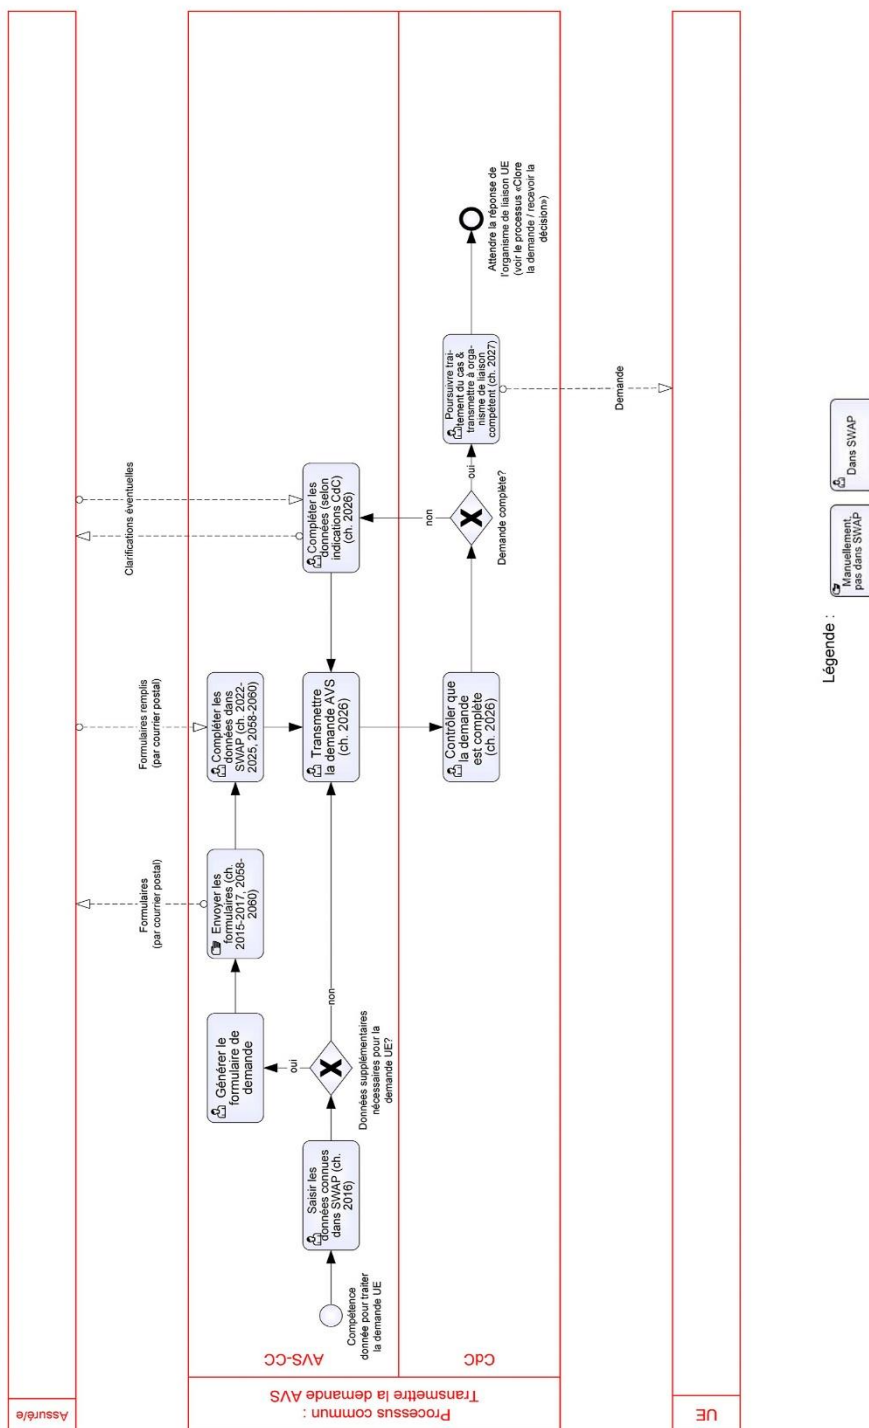 Assuré/e
Processus commun :
Transmettre la demande AVS
AVS-CC
CdC
UE
Compétence
donnée pour traiter
la demande UE
Saisir les
données connues
dans SWAP (ch.
2016)
Données supplémentaires
nécessaires pour la
demande UE?
oui
non
Générer le
formulaire de
demande
Envoyer les
formulaires (ch.
2015-2017, 2058-
2060)
Formulaires
(par courrier postal)
Formulaires remplis
(par courrier postal)
Compléter les
données dans
SWAP (ch. 2022-
2025, 2058-2060)
Transmettre
la demande AVS
(ch. 2026)
Contrôler que
la demande
est complète
(ch. 2026)
Demande complète?
non
oui
Compléter les
données (selon
indications CdC)
(ch. 2026)
Clarifications éventuelles
Poursuivre trai-
tement du cas &
transmettre à orga-
nisme de liaison
compétent (ch. 2027)
Demande
Attendre la réponse de
l'organisme de liaison UE
(voir le processus «Clore
la demande / recevoir la
décision»)
Légende :
Manuellement,
pas dans SWAP
Dans SWAP